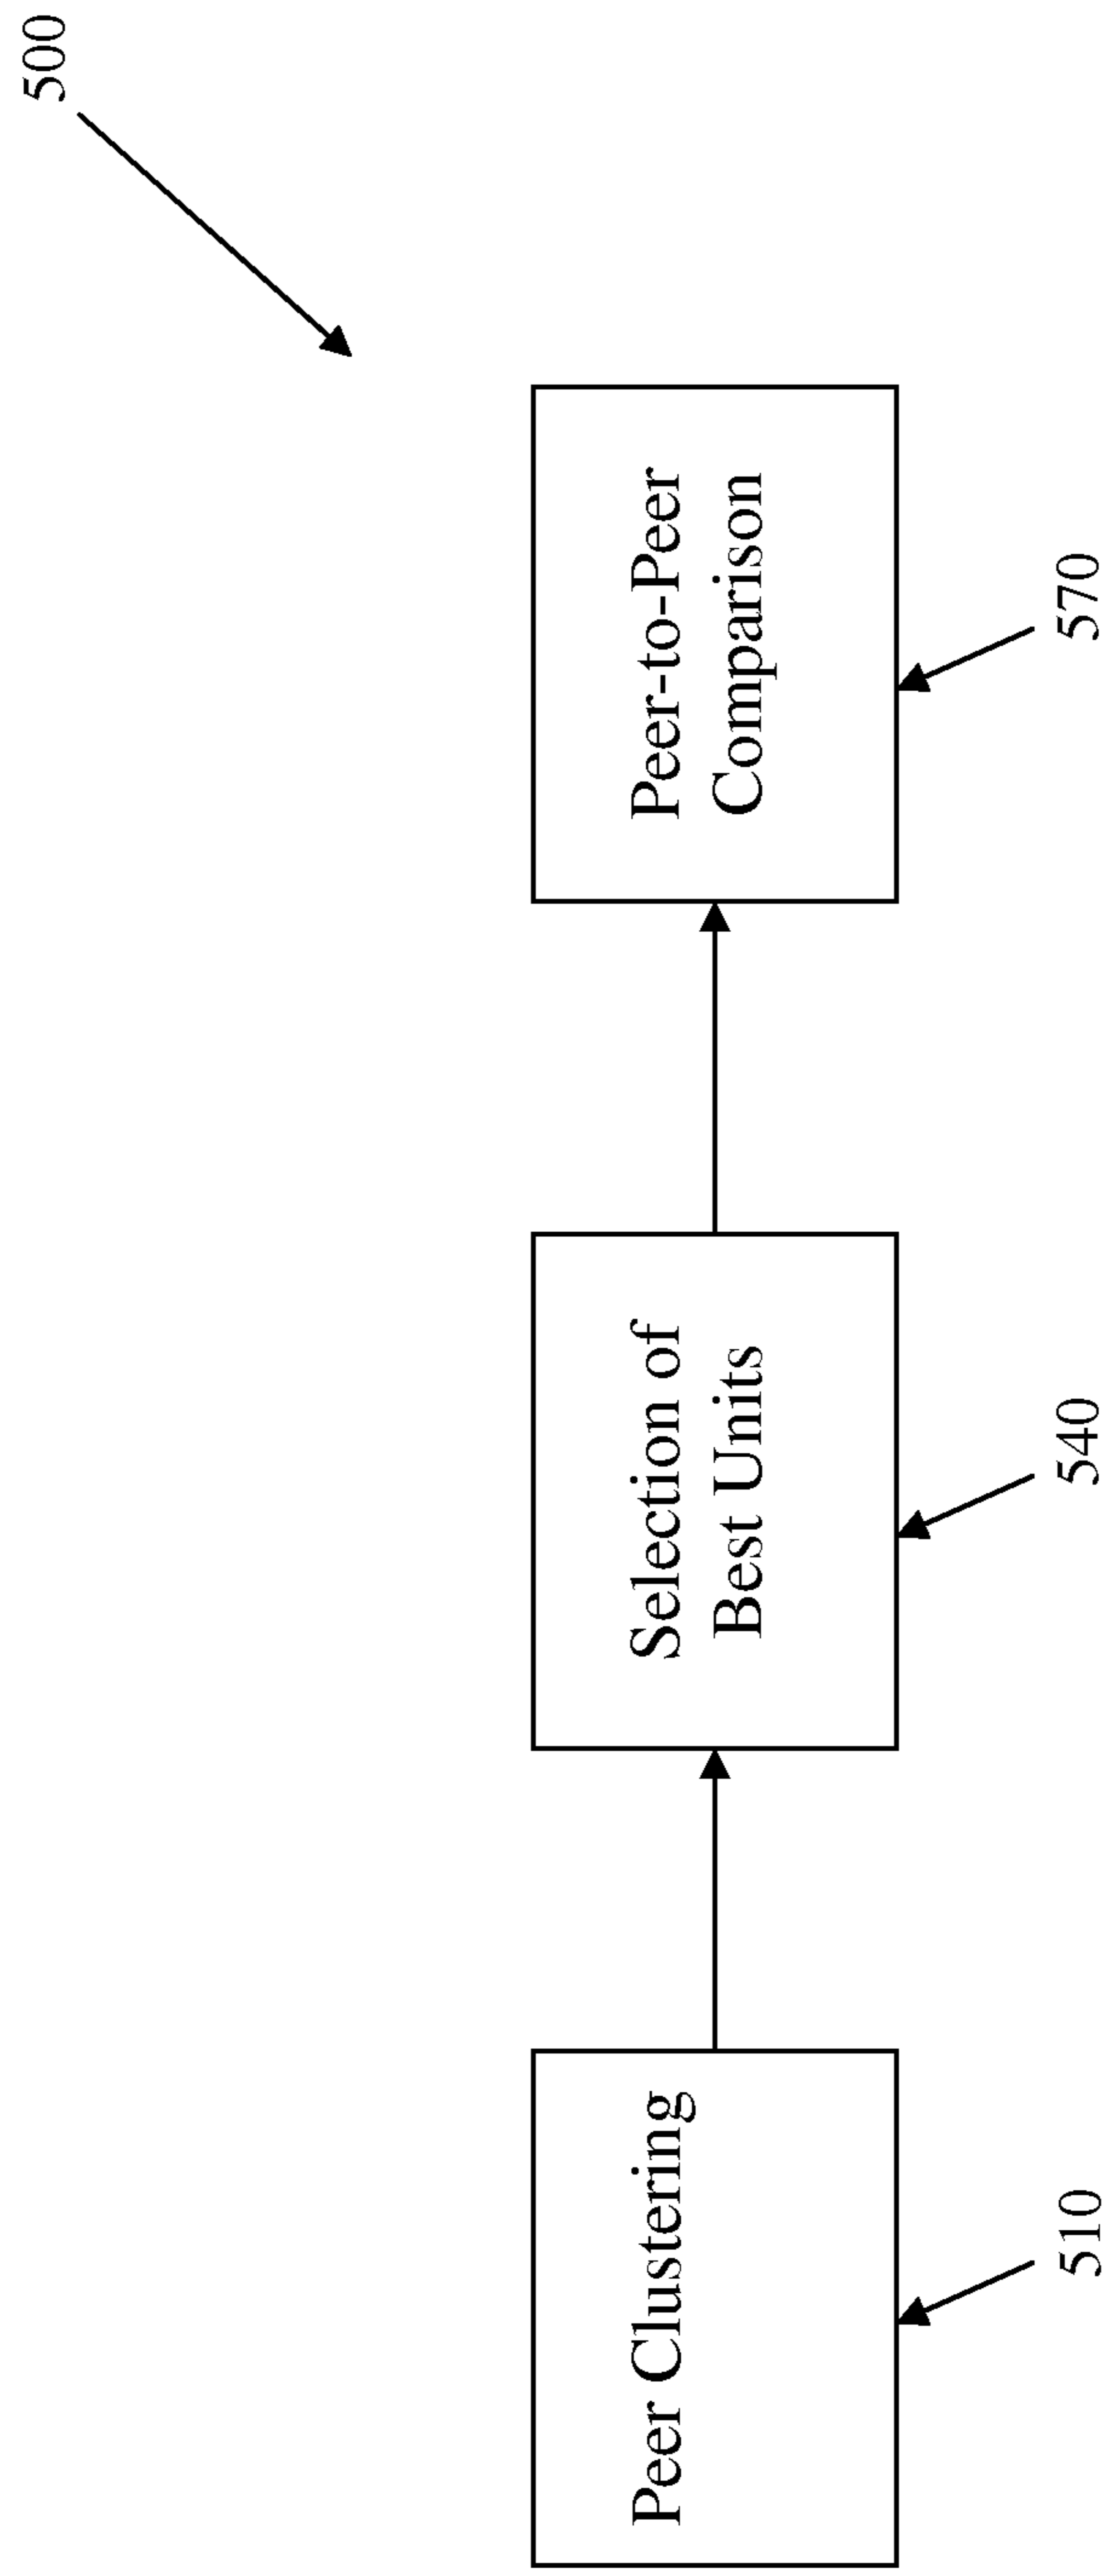 500
Peer Clustering
Selection of
Best Units
Peer-to-Peer
Comparison
510
540
570